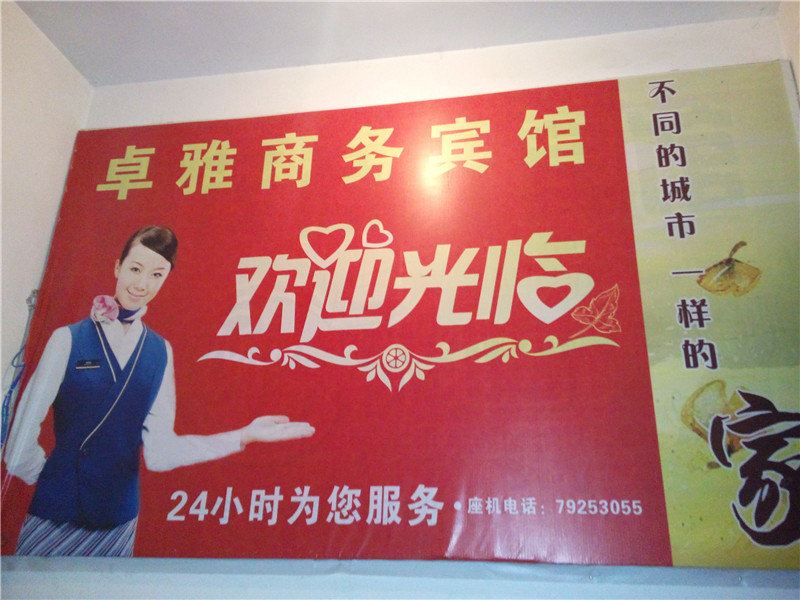 卓雅商务宾馆
欢迎光临
24小时为您服务·座机电话：79253055
不同的城市 一样的
家